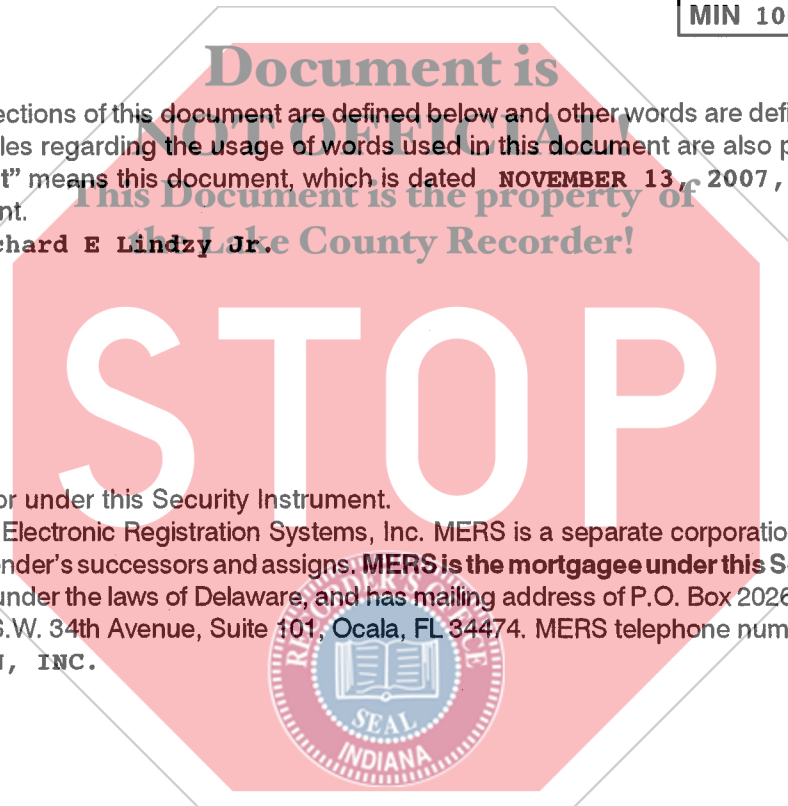 MIN 10
Document is
ections of this document are defined below and other words are defi
NOT OFFICIAL!
les regarding the usage of words used in this document are also p
t” means this document, which is dated NOVEMBER 13, 2007,
This Document is the property of
nt.
chard E Lindzy Jr.
the Lake County Recorder!
STOP
or under this Security Instrument.
Electronic Registration Systems, Inc. MERS is a separate corporatio
nder's successors and assigns. MERS is the mortgagee under this S
under the laws of Delaware, and has mailing address of P.O. Box 2026
S.W. 34th Avenue, Suite 101, Ocala, FL 34474. MERS telephone num
, INC.
RECORDER'S OFFICE
SEAL
INDIANA